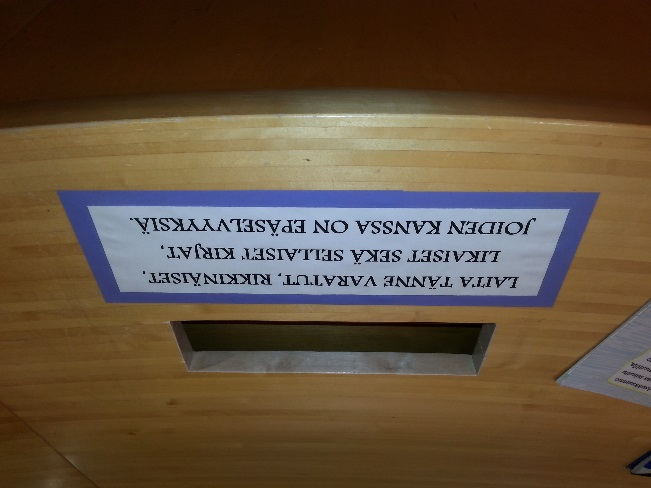 LAITA TÄNNE VARATUT, RIKKINÄISET,
LIKAISET SEKÄ SELLAISET KIRJAT,
JOIDEN KANSSA ON EPÄSELVYYKSIÄ.